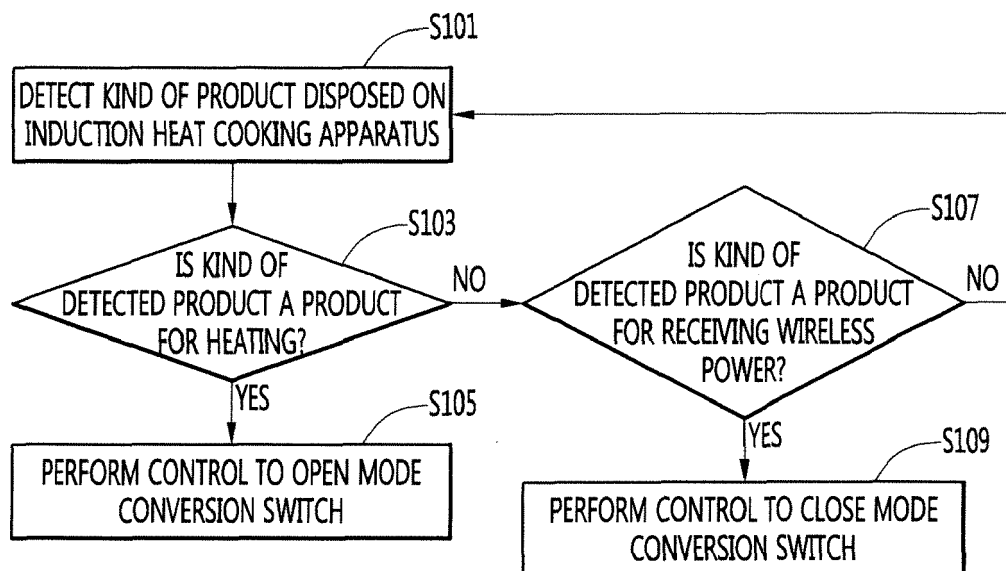 S101
DETECT KIND OF PRODUCT DISPOSED ON
INDUCTION HEAT COOKING APPARATUS
S103
IS KIND OF
DETECTED PRODUCT A PRODUCT
FOR HEATING?
NO
YES
S105
PERFORM CONTROL TO OPEN MODE
CONVERSION SWITCH
S107
IS KIND OF
DETECTED PRODUCT A PRODUCT
FOR RECEIVING WIRELESS
POWER?
NO
YES
S109
PERFORM CONTROL TO CLOSE MODE
CONVERSION SWITCH